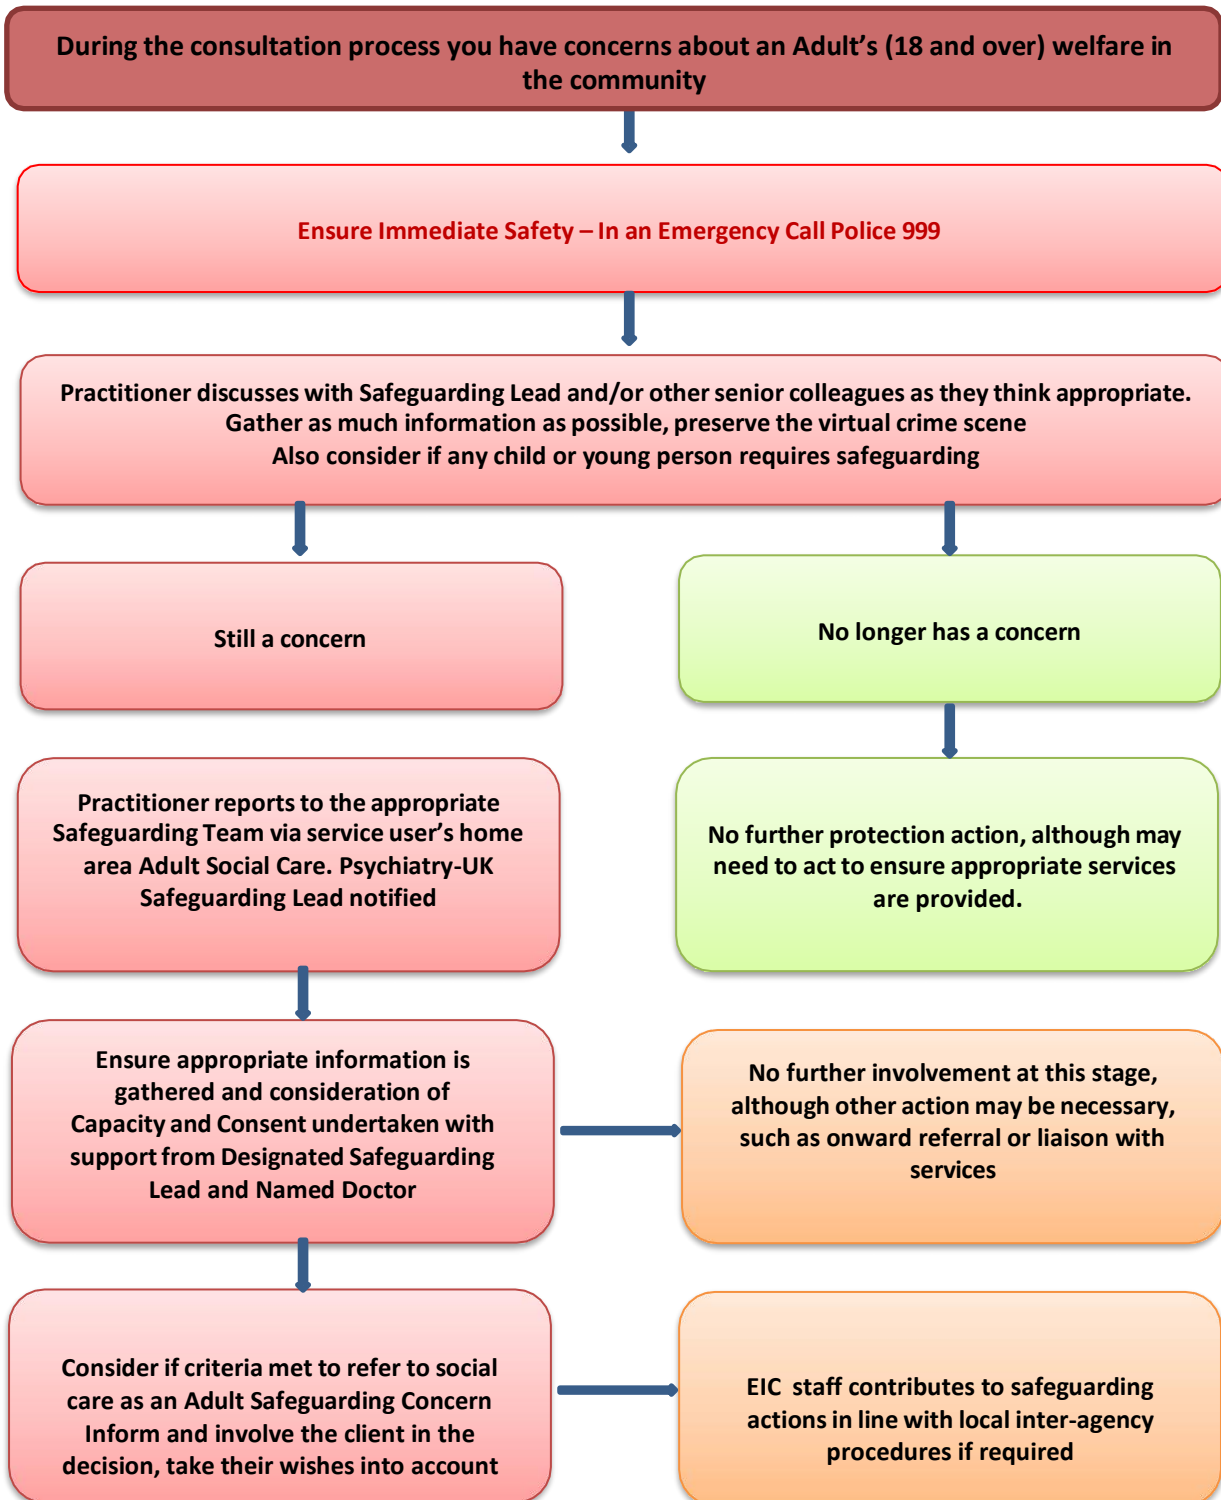 During the consultation process you have concerns about an Adult’s (18 and over) welfare in
the community
Ensure Immediate Safety – In an Emergency Call Police 999
Practitioner discusses with Safeguarding Lead and/or other senior colleagues as they think appropriate.
Gather as much information as possible, preserve the virtual crime scene
Also consider if any child or young person requires safeguarding
Still a concern
No longer has a concern
Practitioner reports to the appropriate
Safeguarding Team via service user’s home
area Adult Social Care. Psychiatry-UK
Safeguarding Lead notified
No further protection action, although may
need to act to ensure appropriate services
are provided.
Ensure appropriate information is
gathered and consideration of
Capacity and Consent undertaken with
support from Designated Safeguarding
Lead and Named Doctor
No further involvement at this stage,
although other action may be necessary,
such as onward referral or liaison with
services
Consider if criteria met to refer to social
care as an Adult Safeguarding Concern
Inform and involve the client in the
decision, take their wishes into account
EIC staff contributes to safeguarding
actions in line with local inter-agency
procedures if required